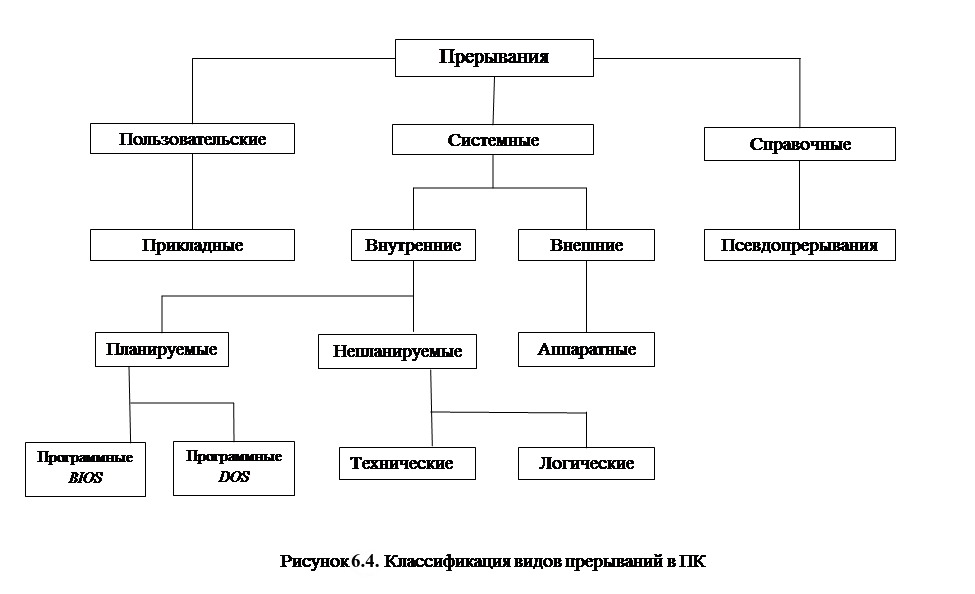 Прерывания
Пользовательские
Системные
Справочные
Прикладные
Внутренние
Внешние
Псевдопрерывания
Планируемые
Непланируемые
Аппаратные
Программные
BIOS
Программные
DOS
Технические
Логические
Рисунок 6.4. Классификация видов прерываний в ПК